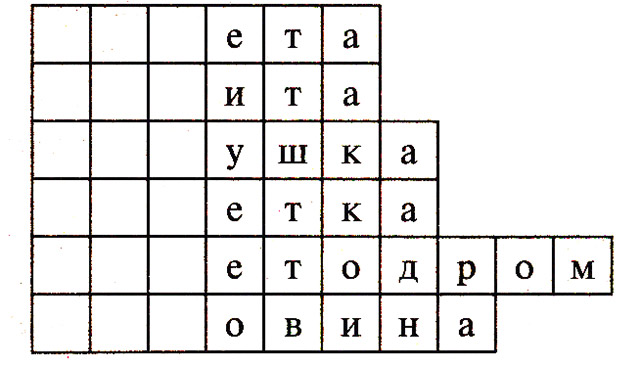 ета
ита
ушка
етка
етодром
овина